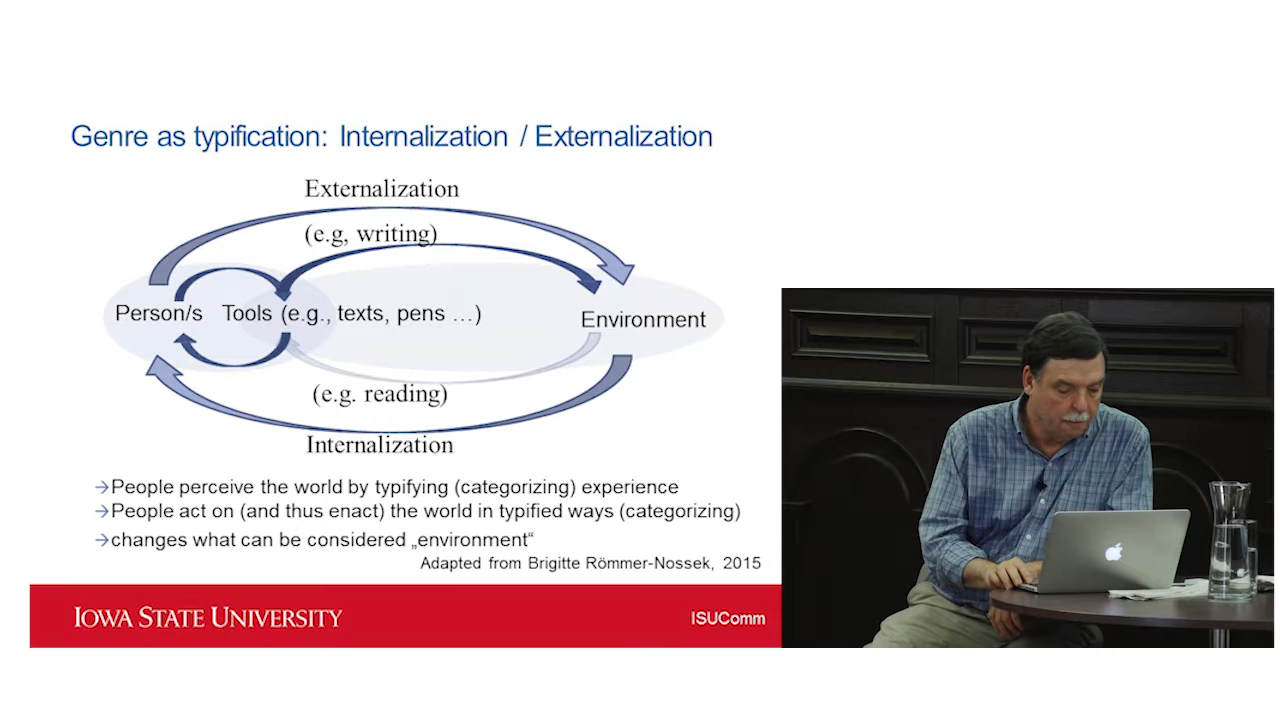 Genre as typification: Internalization / Externalization
Externalization
(e.g, writing)
Person/s Tools (e.g., texts, pens …) Environment
(e.g. reading)
Internalization
→People perceive the world by typifying (categorizing) experience
→People act on (and thus enact) the world in typified ways (categorizing)
→changes what can be considered „environment“
Adapted from Brigitte Römmer-Nossek, 2015
IOWA STATE UNIVERSITY ISUComm